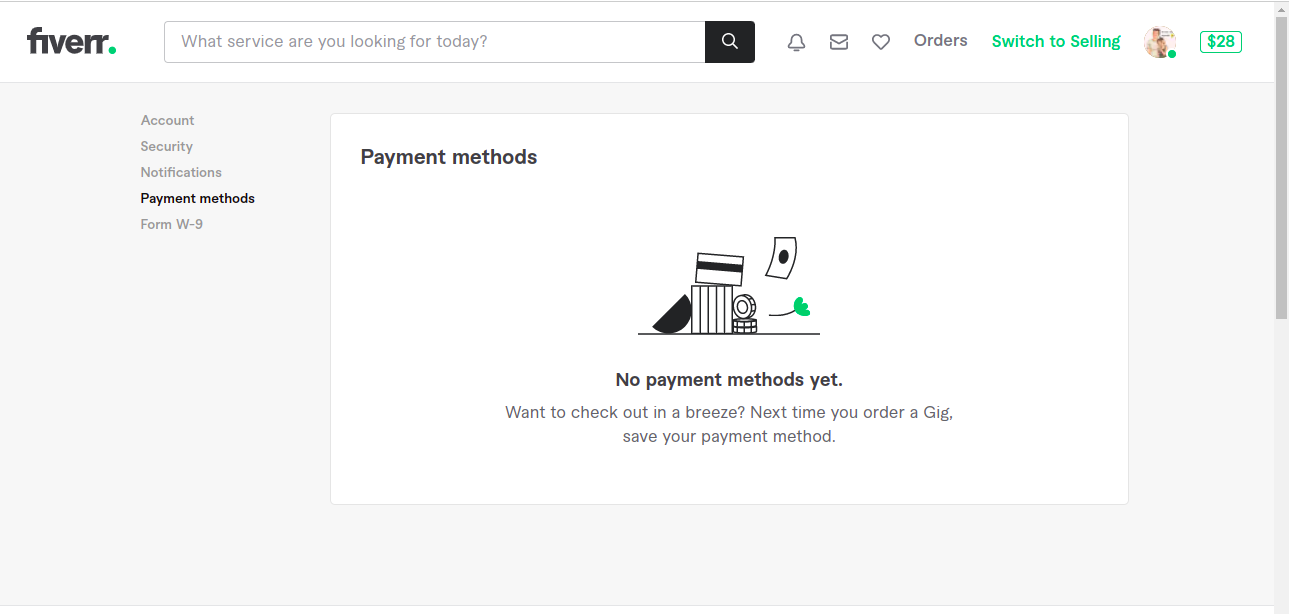 fiverr.
What service are you looking for today?
Orders
Switch to Selling
$28
Account
Security
Notifications
Payment methods
Form W-9
Payment methods
No payment methods yet.
Want to check out in a breeze? Next time you order a Gig,
save your payment method.